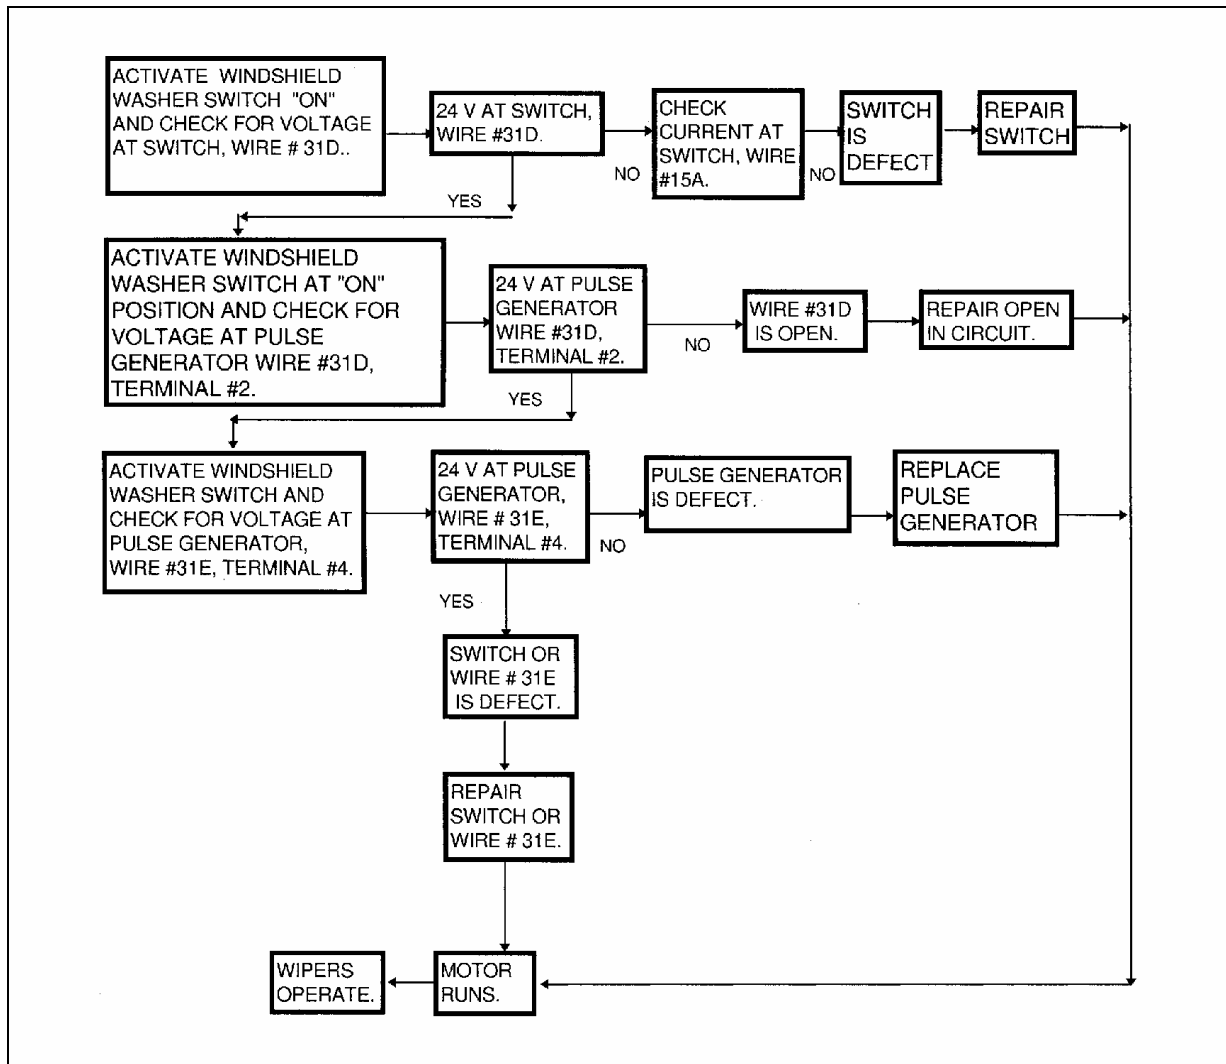 ACTIVATE WINDSHIELD
WASHER SWITCH "ON"
AND CHECK FOR VOLTAGE
AT SWITCH, WIRE # 31D..
24 V AT SWITCH,
WIRE #31D.
CHECK
CURRENT AT
SWITCH, WIRE
#15A.
SWITCH
IS
DEFECT
REPAIR
SWITCH
NO
NO
YES
ACTIVATE WINDSHIELD
WASHER SWITCH AT "ON"
POSITION AND CHECK FOR
VOLTAGE AT PULSE
GENERATOR WIRE #31D,
TERMINAL #2.
24 V AT PULSE
GENERATOR
WIRE #31D,
TERMINAL #2.
WIRE #31D
IS OPEN.
REPAIR OPEN
IN CIRCUIT.
NO
YES
ACTIVATE WINDSHIELD
WASHER SWITCH AND
CHECK FOR VOLTAGE AT
PULSE GENERATOR,
WIRE #31E, TERMINAL #4.
24 V AT PULSE
GENERATOR,
WIRE # 31E,
TERMINAL #4.
PULSE GENERATOR
IS DEFECT.
REPLACE
PULSE
GENERATOR
NO
YES
SWITCH OR
WIRE # 31E
IS DEFECT.
REPAIR
SWITCH OR
WIRE # 31E.
WIPERS
OPERATE.
MOTOR
RUNS.